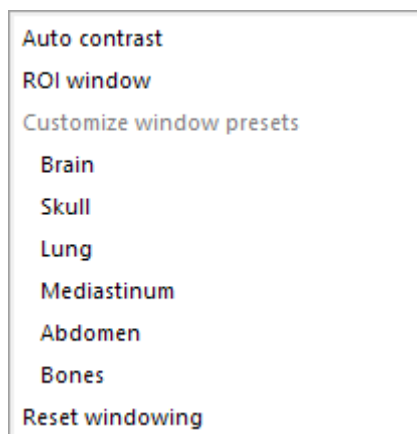 Auto contrast
ROI window
Customize window presets
Brain
Skull
Lung
Mediastinum
Abdomen
Bones
Reset windowing